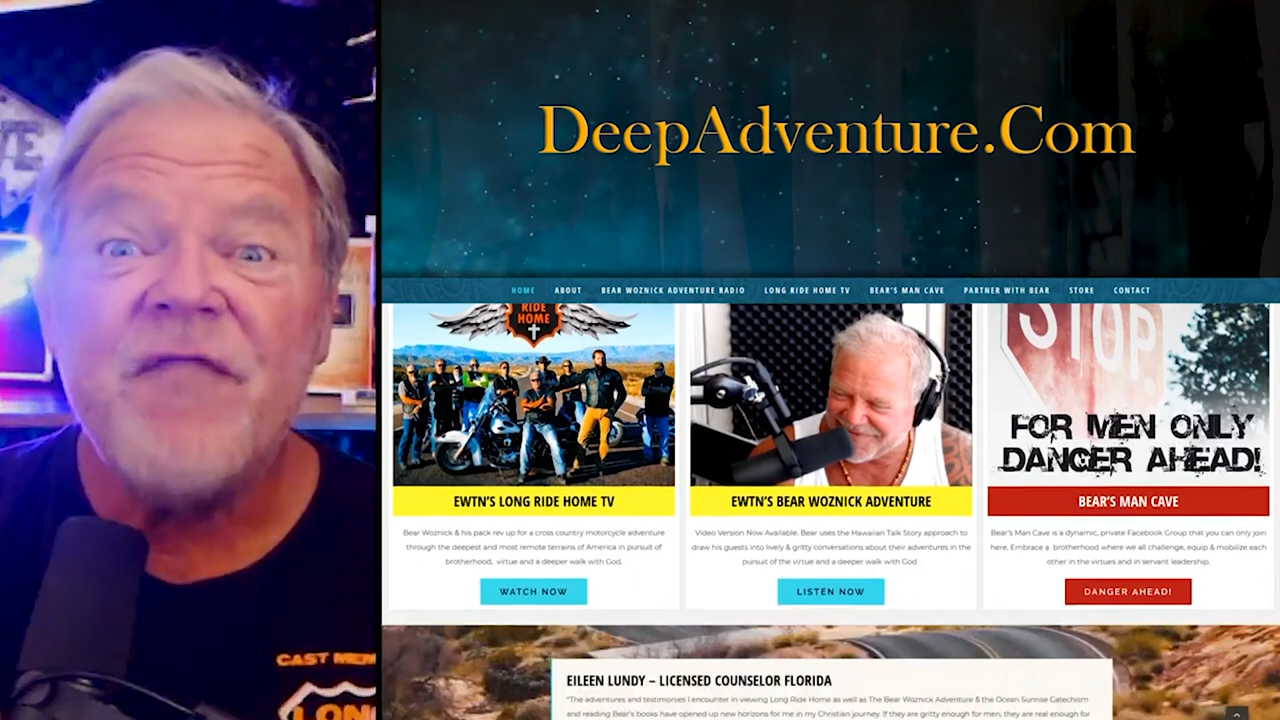 DeepAdventure.Com
HOME ABOUT BEAR WOZNICK ADVENTURE RADIO LONG RIDE HOME TV BEAR'S MAN CAVE PARTNER WITH BEAR STORE CONTACT
RIDE
HOME
STOP
FOR MEN ONLY
DANGER AHEAD!
EWTN'S LONG RIDE HOME TV
Bear Woznick & his pack rev up for a cross country motorcycle adventure
through the deepest and most remote terrains of America in pursuit of
brotherhood, virtue and a deeper walk with God.
WATCH NOW
EWTN'S BEAR WOZNICK ADVENTURE
Video Version Now Available. Bear uses the Hawaiian Talk Story approach to
draw his guests into lively & gritty conversations about their adventures in the
pursuit of the virtue and a deeper walk with God .
LISTEN NOW
BEAR'S MAN CAVE
Bear's Man Cave is a dynamic, private Facebook Group that you can only join
here. Embrace a brotherhood where we all challenge, equip & mobilize each
other in the virtues and in servant leadership.
DANGER AHEAD!
EILEEN LUNDY – LICENSED COUNSELOR FLORIDA
"The adventures and testimonies I encounter in viewing Long Ride Home as well as The Bear Woznick Adventure & the Ocean Sunrise Catechism
and reading Bear's books have opened up new horizons for me in my Christian journey. If they are gritty enough for men, they are real enough for
CAST MEM
LON